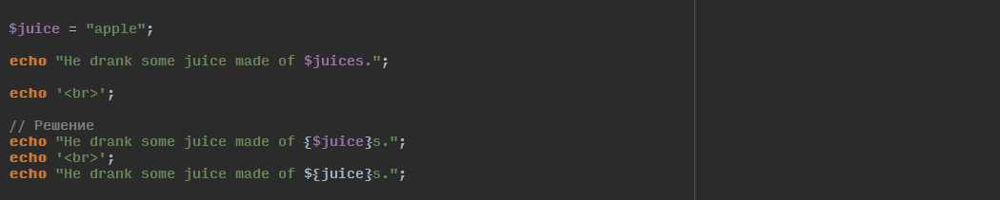 $juice = "apple";
echo "He drank some juice made of $juices.";
echo '<br>';
// Решение
echo "He drank some juice made of {$juice}s.";
echo '<br>';
echo "He drank some juice made of ${juice}s.";